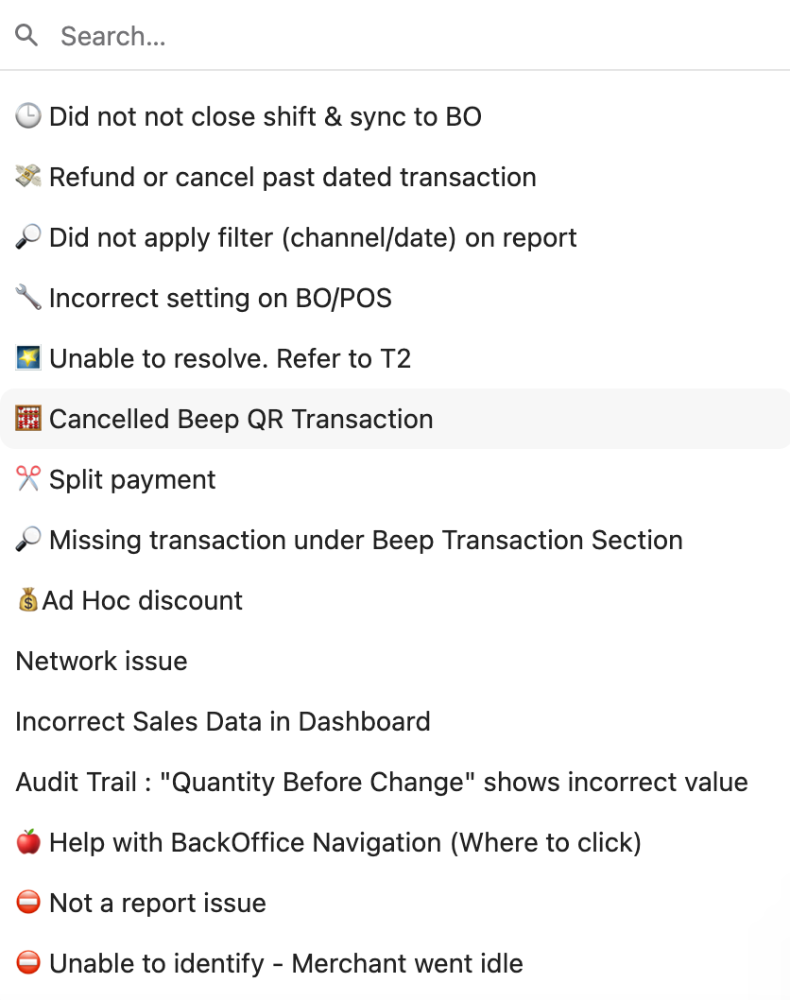 Search...
Did not not close shift & sync to BO
Refund or cancel past dated transaction
Did not apply filter (channel/date) on report
Incorrect setting on BO/POS
Unable to resolve. Refer to T2
Cancelled Beep QR Transaction
Split payment
Missing transaction under Beep Transaction Section
Ad Hoc discount
Network issue
Incorrect Sales Data in Dashboard
Audit Trail : "Quantity Before Change" shows incorrect value
Help with BackOffice Navigation (Where to click)
Not a report issue
Unable to identify - Merchant went idle